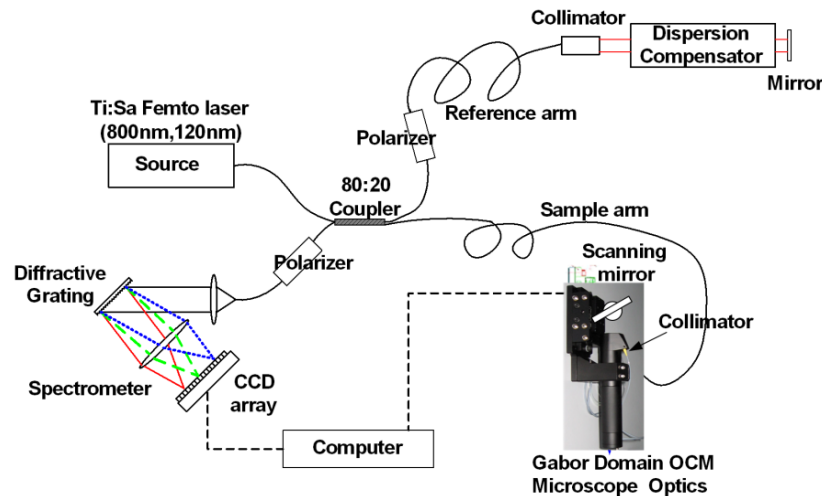 Collimator
Dispersion
Compensator
Mirror
Reference arm
Polarizer
Ti:Sa Femto laser
(800nm,120nm)
Source
80:20
Coupler
Sample arm
Polarizer
Scanning
mirror
Diffractive
Grating
Collimator
Spectrometer
CCD
array
Computer
Gabor Domain OCM
Microscope Optics